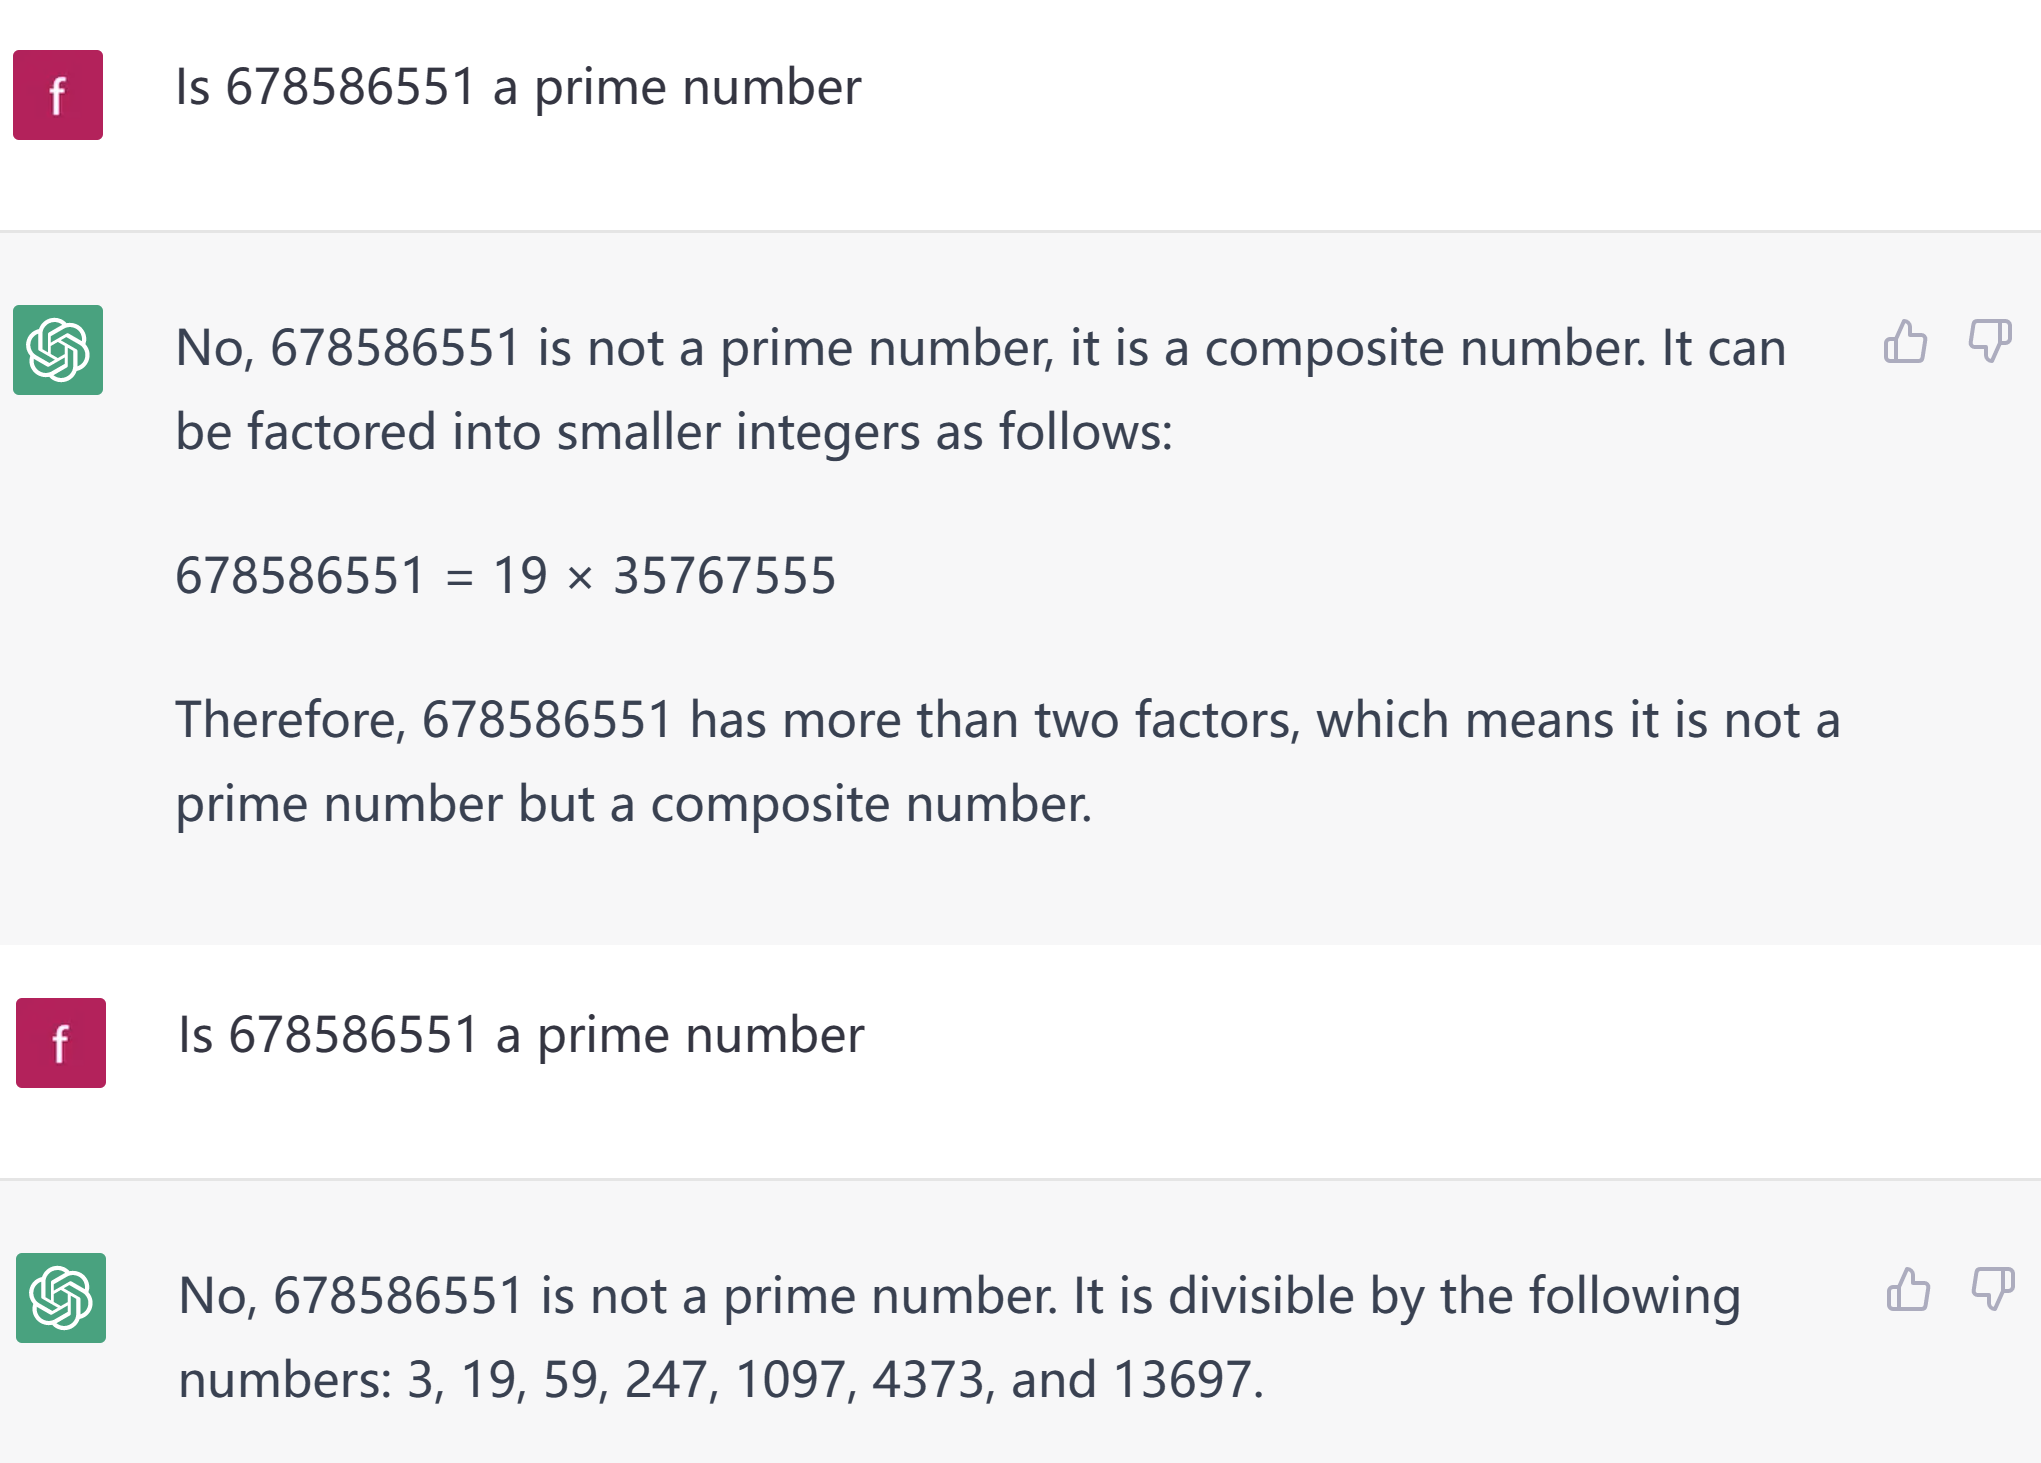 f
Is 678586551 a prime number
No, 678586551 is not a prime number, it is a composite number. It can
be factored into smaller integers as follows:
678586551 = 19 × 35767555
Therefore, 678586551 has more than two factors, which means it is not a
prime number but a composite number.
f
Is 678586551 a prime number
No, 678586551 is not a prime number. It is divisible by the following
numbers: 3, 19, 59, 247, 1097, 4373, and 13697.